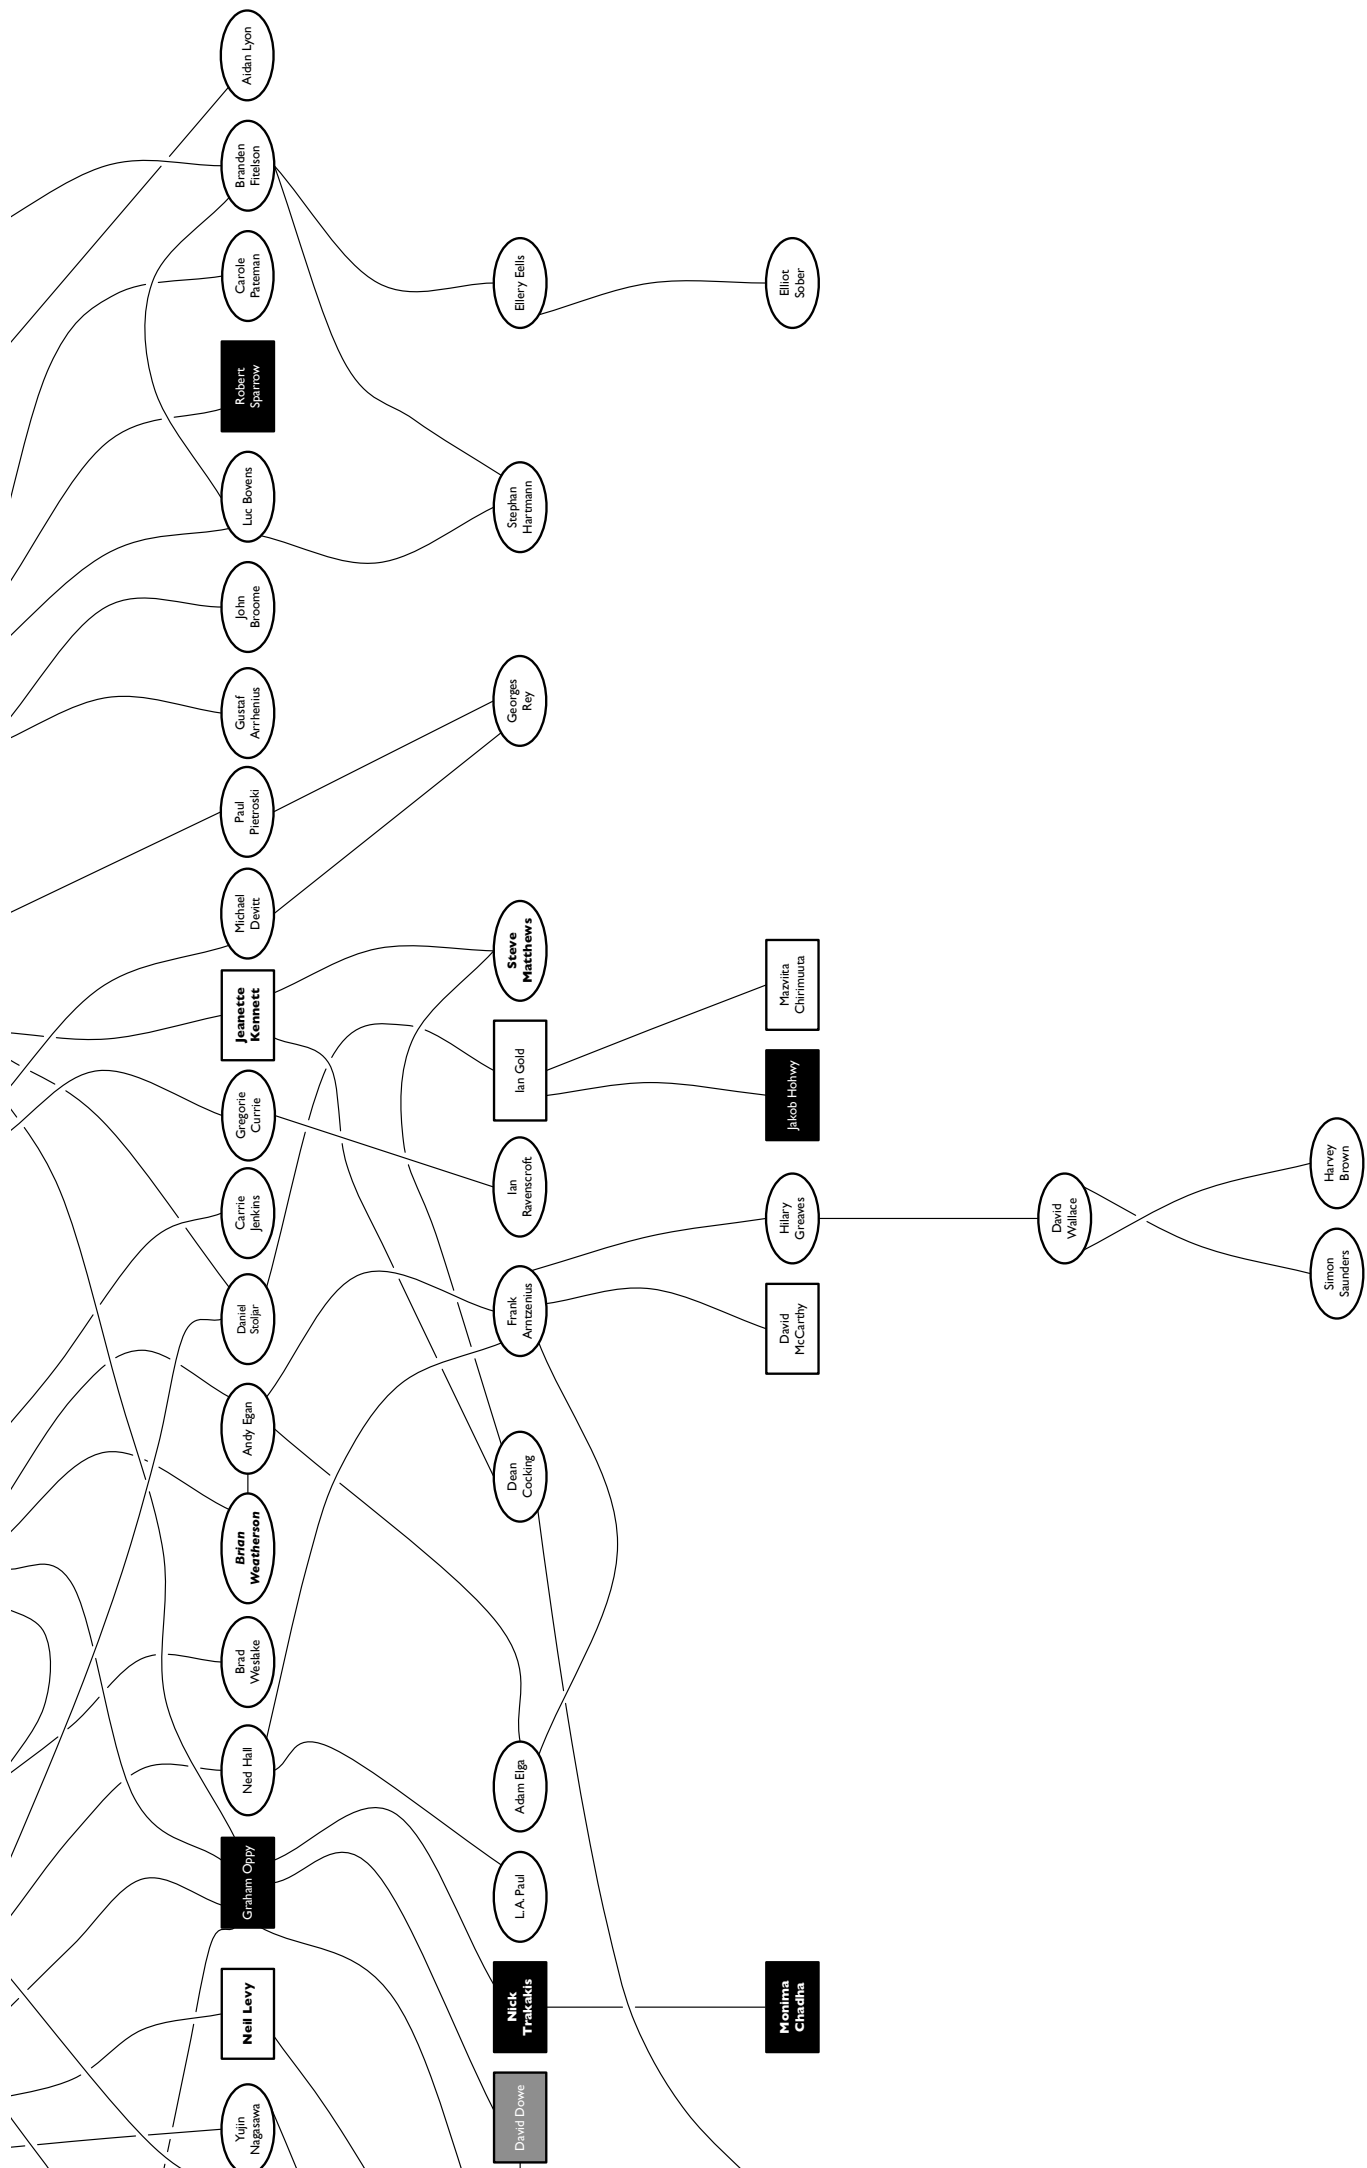 Aidan Lyon
Branden
Fitelson
Carole
Pateman
Robert
Sparrow
Luc Bovens
John
Broome
Gustaf
Arrhenius
Paul
Pietroski
Michael
Devitt
Jeanette
Kennett
Gregorie
Currie
Carrie
Jenkins
Daniel
Stoljar
Andy Egan
Brian
Weatherson
Brad
Weslake
Ned Hall
Graham Oppy
Neil Levy
Yujin
Nagasawa
Ellery Eells
Stephan
Hartmann
Georges
Rey
Steve
Matthews
Ian Gold
Ian
Ravenscroft
Frank
Arntzenius
Dean
Cocking
Adam Elga
L.A. Paul
Nick
Trakakis
David Dowe
Elliot
Sober
Mazviita
Chirimuuta
Jakob Hohwy
Hilary
Greaves
David
McCarthy
Monima
Chadha
David
Wallace
Harvey
Brown
Simon
Saunders